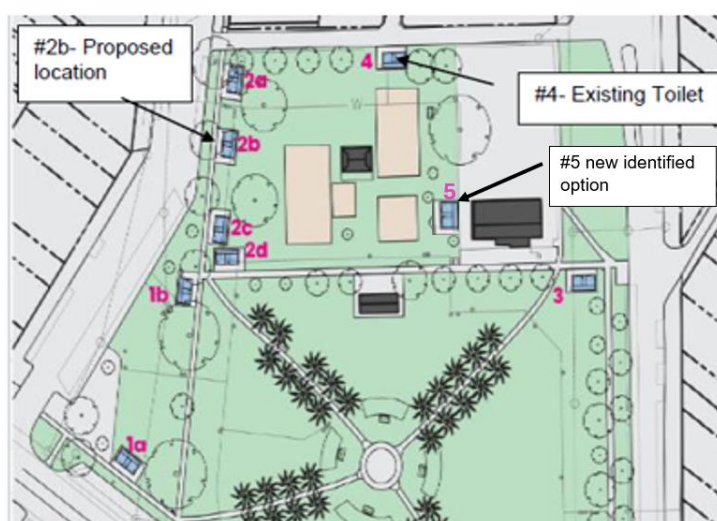 #2b- Proposed
location
4
2a
#4- Existing Toilet
W
2b
#5 new identified
option
5
2c
2d
1b
3
1a